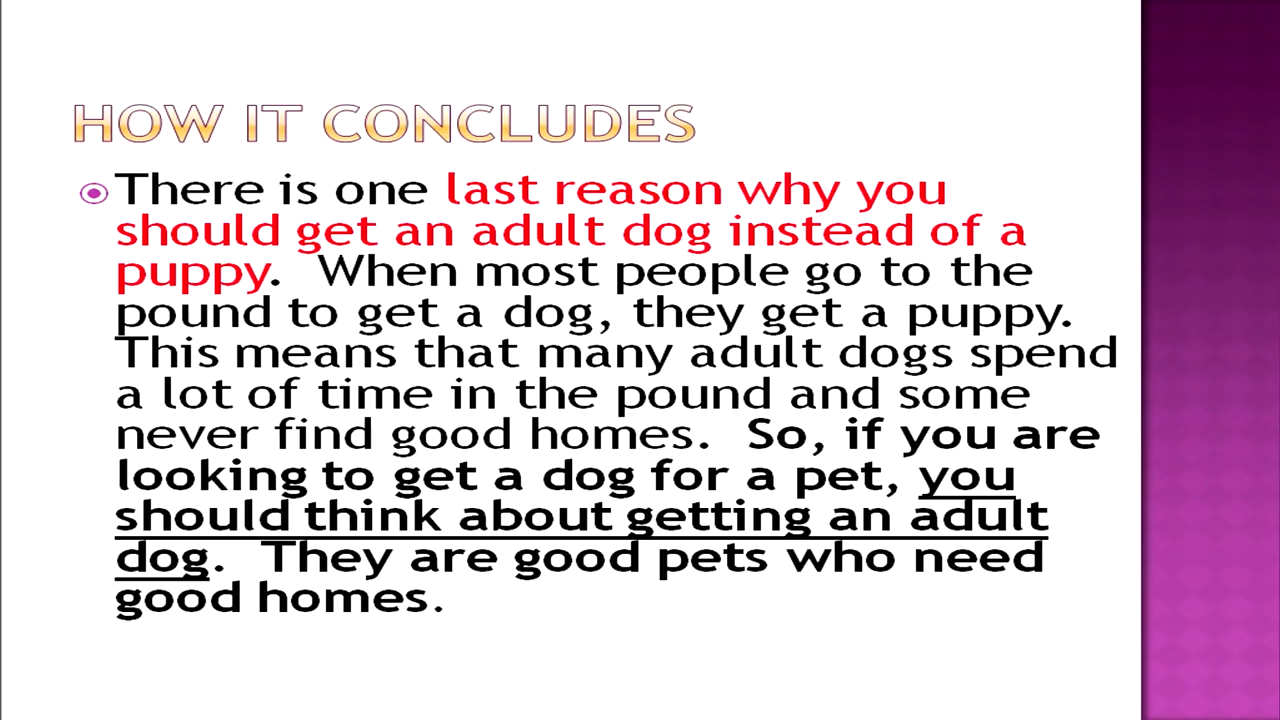 HOW IT CONCLUDES
There is one last reason why you
should get an adult dog instead of a
puppy. When most people go to the
pound to get a dog, they get a puppy.
This means that many adult dogs spend
a lot of time in the pound and some
never find good homes. So, if you are
looking to get a dog for a pet, you
should think about getting an adult
dog. They are good pets who need
good homes.